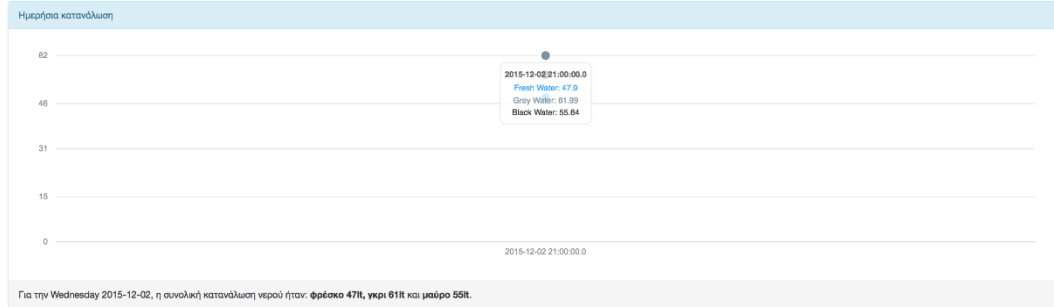 Ημερήσια κατανάλωση
62
2015-12-02 21:00:00.0
Fresh Water: 47.9
46
Grey Water: 61.99
Black Water: 55.64
31
15
0
2015-12-02 21:00:00.0
Για την Wednesday 2015-12-02, η συνολική κατανάλωση νερού ήταν: φρέσκο 47lt, γκρι 61lt και μαύρο 55lt.